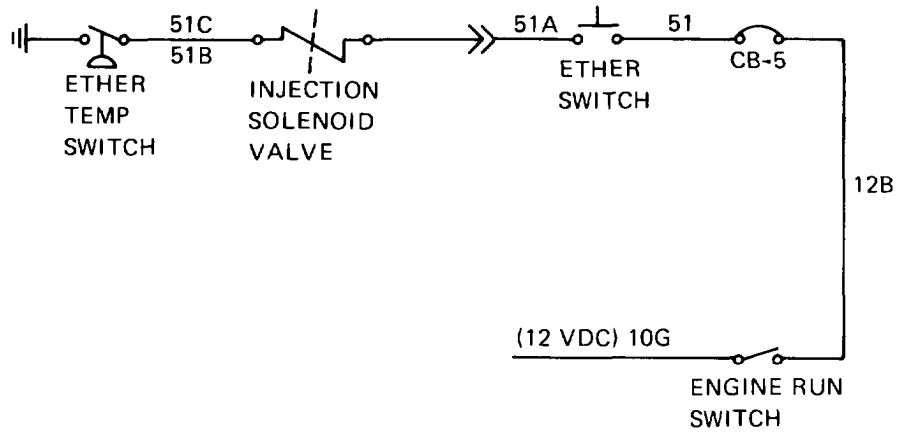 51C
51B
ETHER
TEMP
SWITCH
INJECTION
SOLENOID
VALVE
51A
ETHER
SWITCH
51
CB-5
12B
(12 VDC) 10G
ENGINE RUN
SWITCH